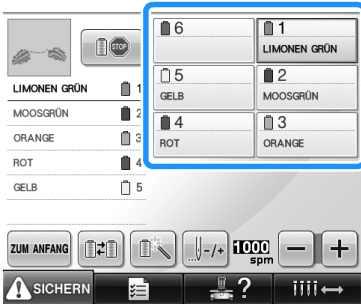 STOP
6
1
LIMONEN GRÜN
5
GELB
2
MOOSGRÜN
4
ROT
3
ORANGE
LIMONEN GRÜN 1
MOOSGRÜN 2
ORANGE 3
ROT 4
GELB 5
ZUM ANFANG
-/+
1000
spm
- +
SICHERN
?